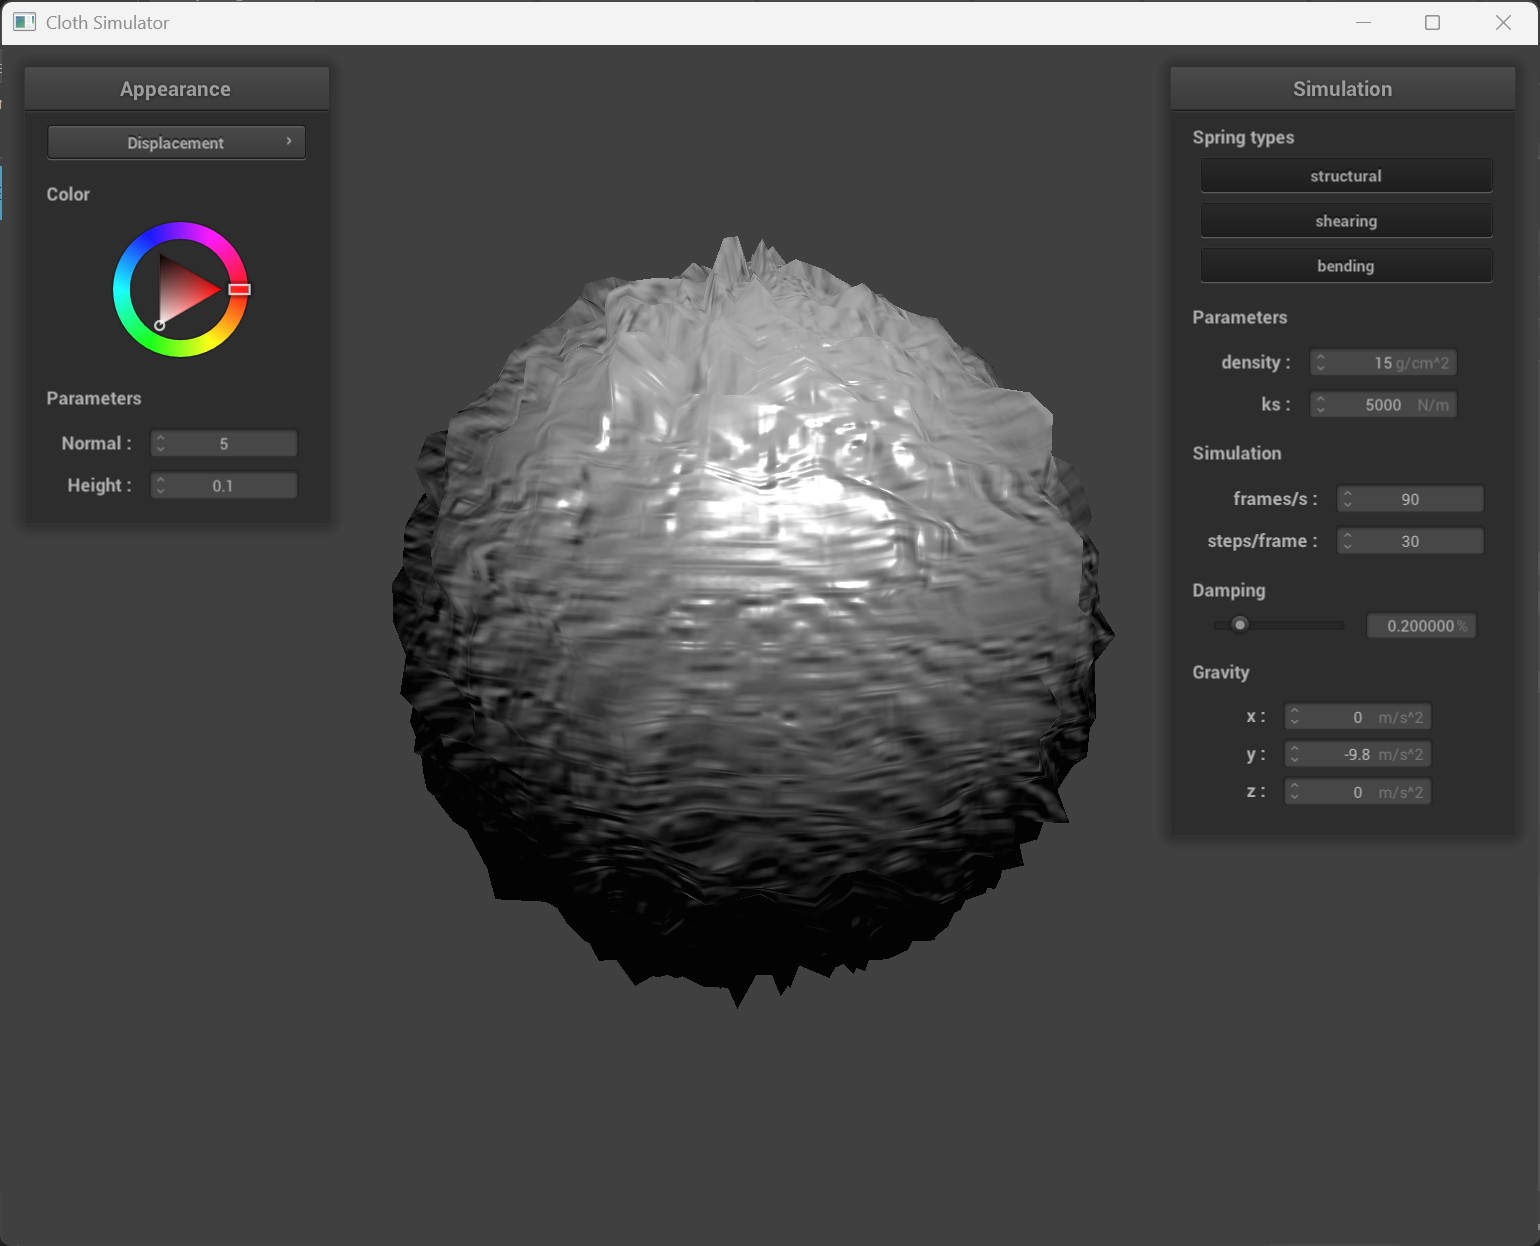 Cloth Simulator
Appearance
Displacement
Color
Parameters
Normal : 5
Height : 0.1
Simulation
Spring types
structural
shearing
bending
Parameters
density : 15 g/cm^2
ks : 5000 N/m
Simulation
frames/s : 90
steps/frame : 30
Damping
0.200000 %
Gravity
x : 0 m/s^2
y : -9.8 m/s^2
z : 0 m/s^2